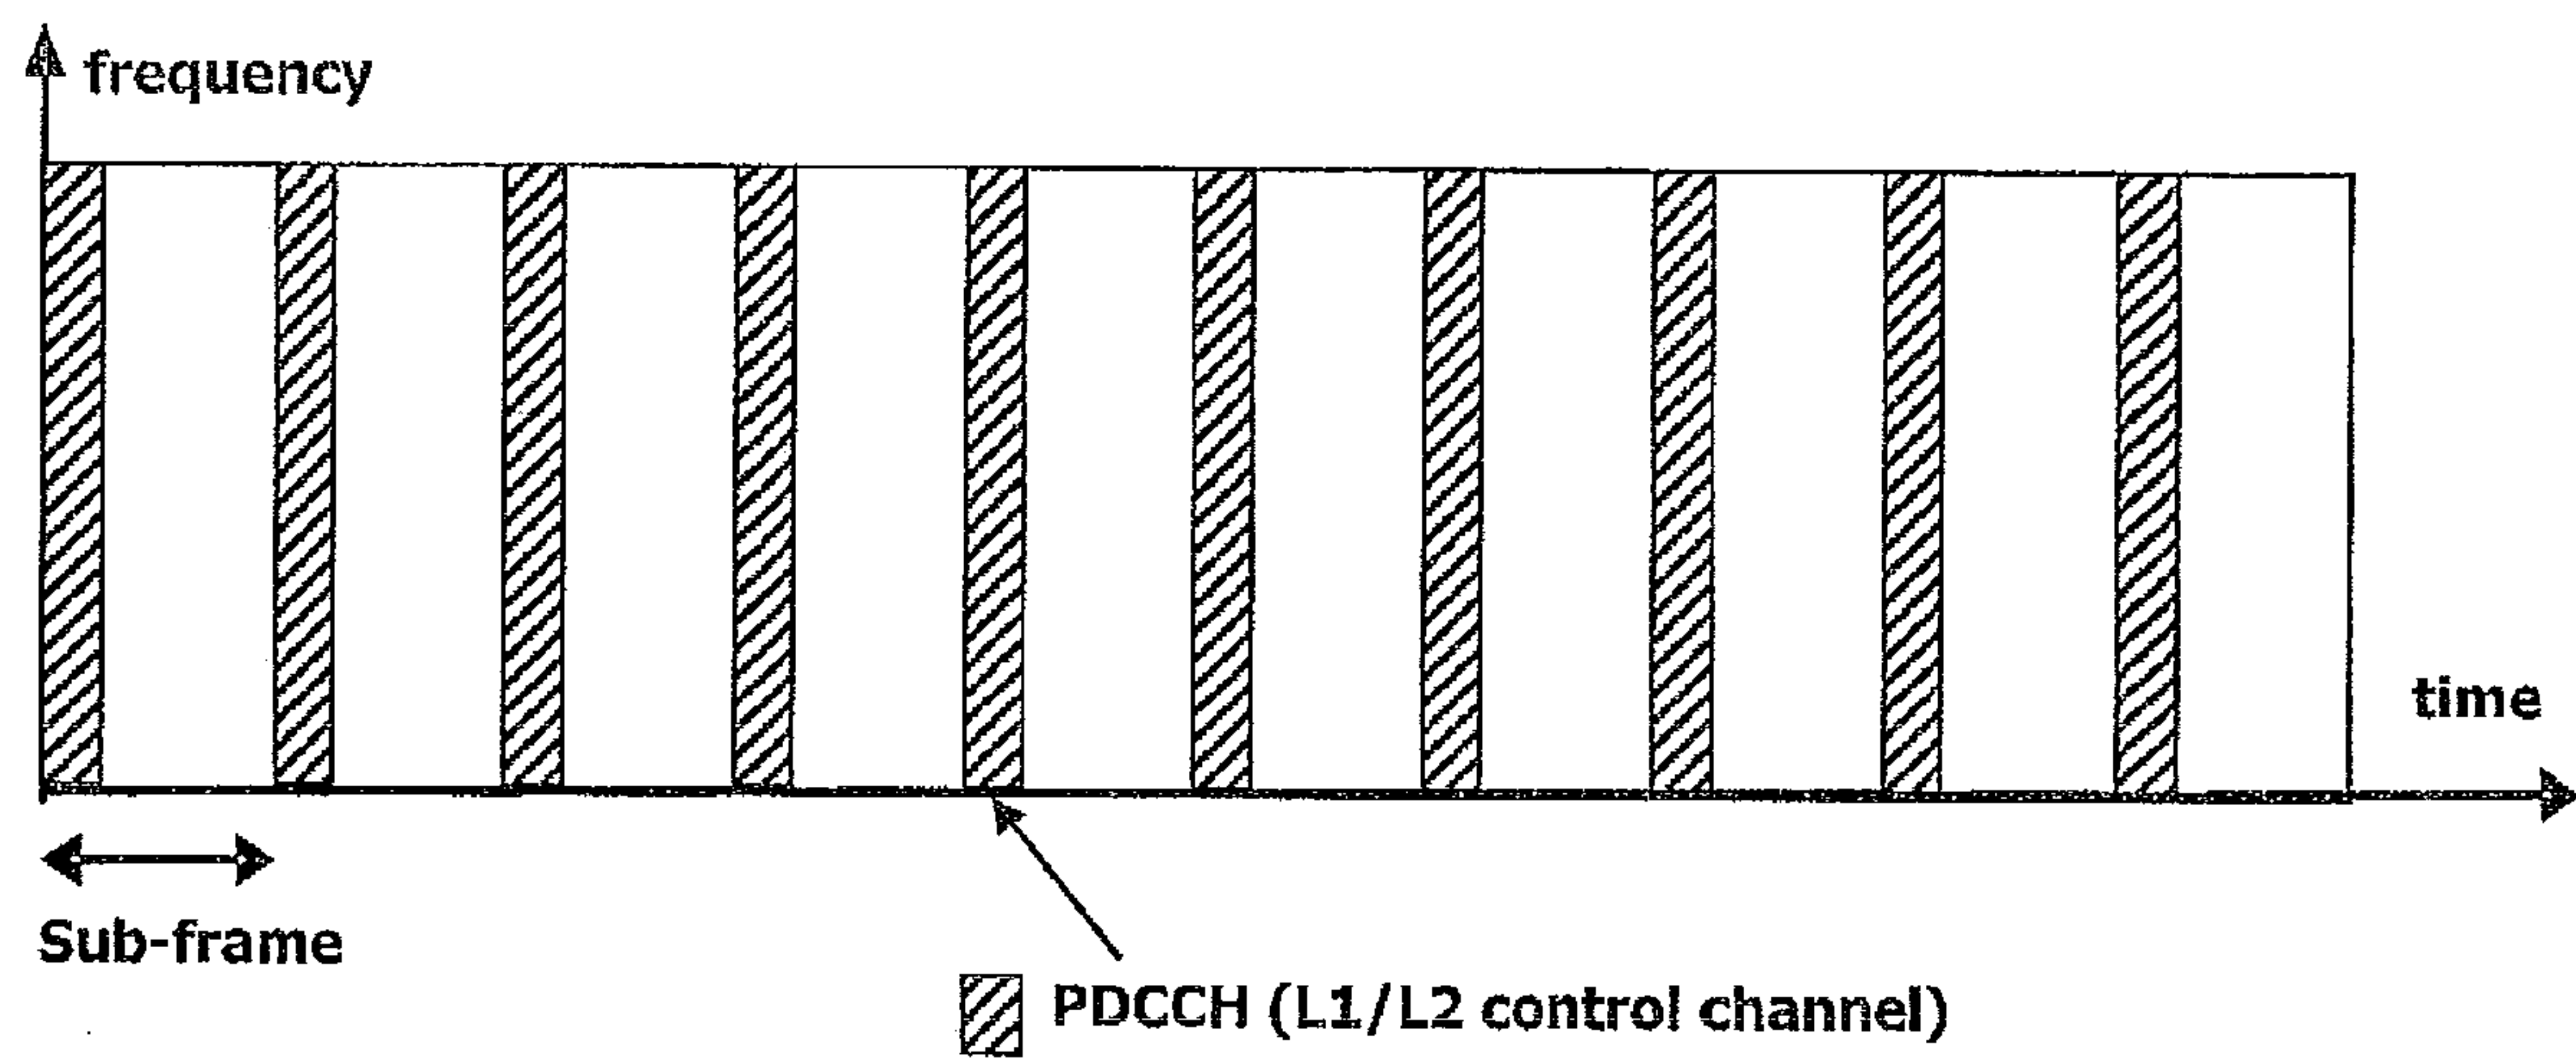 frequency
time
Sub-frame
PDCCH (L1/L2 control channel)